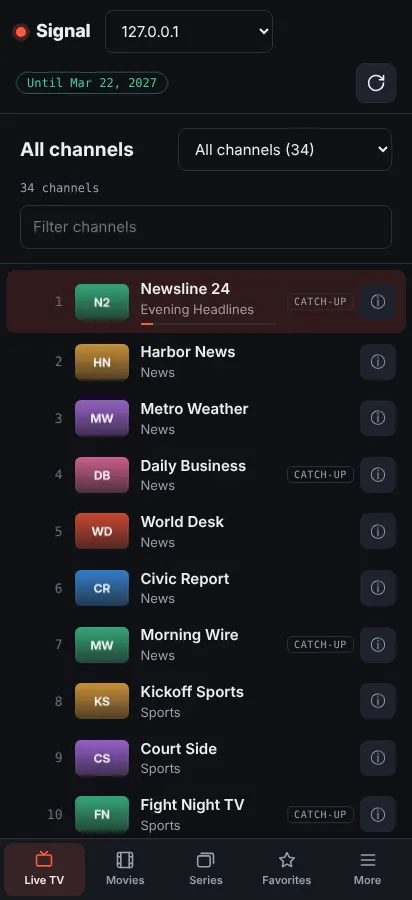 Signal
127.0.0.1
Until Mar 22, 2027
All channels
All channels (34)
34 channels
Filter channels
1
N2
Newsline 24
Evening Headlines
CATCH-UP
2
HN
Harbor News
News
3
MW
Metro Weather
News
4
DB
Daily Business
News
CATCH-UP
5
WD
World Desk
News
6
CR
Civic Report
News
7
MW
Morning Wire
News
CATCH-UP
8
KS
Kickoff Sports
Sports
9
CS
Court Side
Sports
10
FN
Fight Night TV
Sports
CATCH-UP
Live TV
Movies
Series
Favorites
More